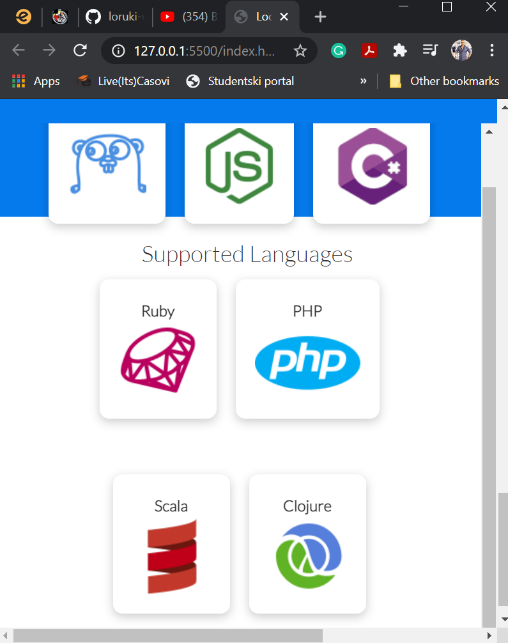 loruki-
(354) B
Loc
127.0.0.1:5500/index.h...
Apps
Live(Its)Casovi
Studentski portal
»
Other bookmarks
JS
C
Supported Languages
Ruby
PHP
php
Scala
Clojure